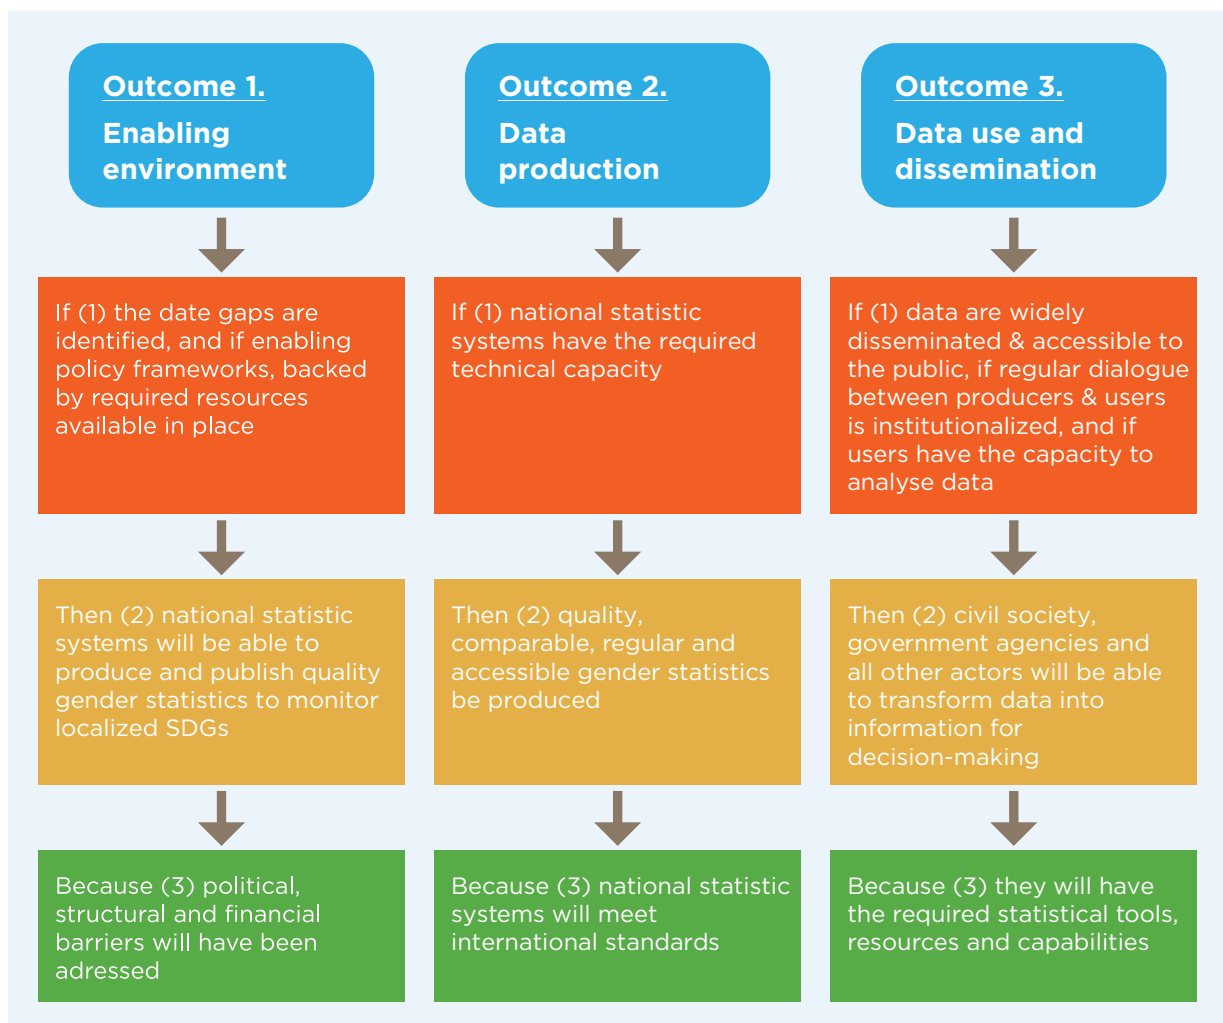 Outcome 1.
Enabling
environment
If (1) the date gaps are
identified, and if enabling
policy frameworks, backed
by required resources
available in place
Then (2) national statistic
systems will be able to
produce and publish quality
gender statistics to monitor
localized SDGs
Because (3) political,
structural and financial
barriers will have been
adressed
Outcome 2.
Data
production
If (1) national statistic
systems have the required
technical capacity
Then (2) quality,
comparable, regular and
accessible gender statistics
be produced
Because (3) national statistic
systems will meet
international standards
Outcome 3.
Data use and
dissemination
If (1) data are widely
disseminated & accessible to
the public, if regular dialogue
between producers & users
is institutionalized, and if
users have the capacity to
analyse data
Then (2) civil society,
government agencies and
all other actors will be able
to transform data into
information for
decision-making
Because (3) they will have
the required statistical tools,
resources and capabilities